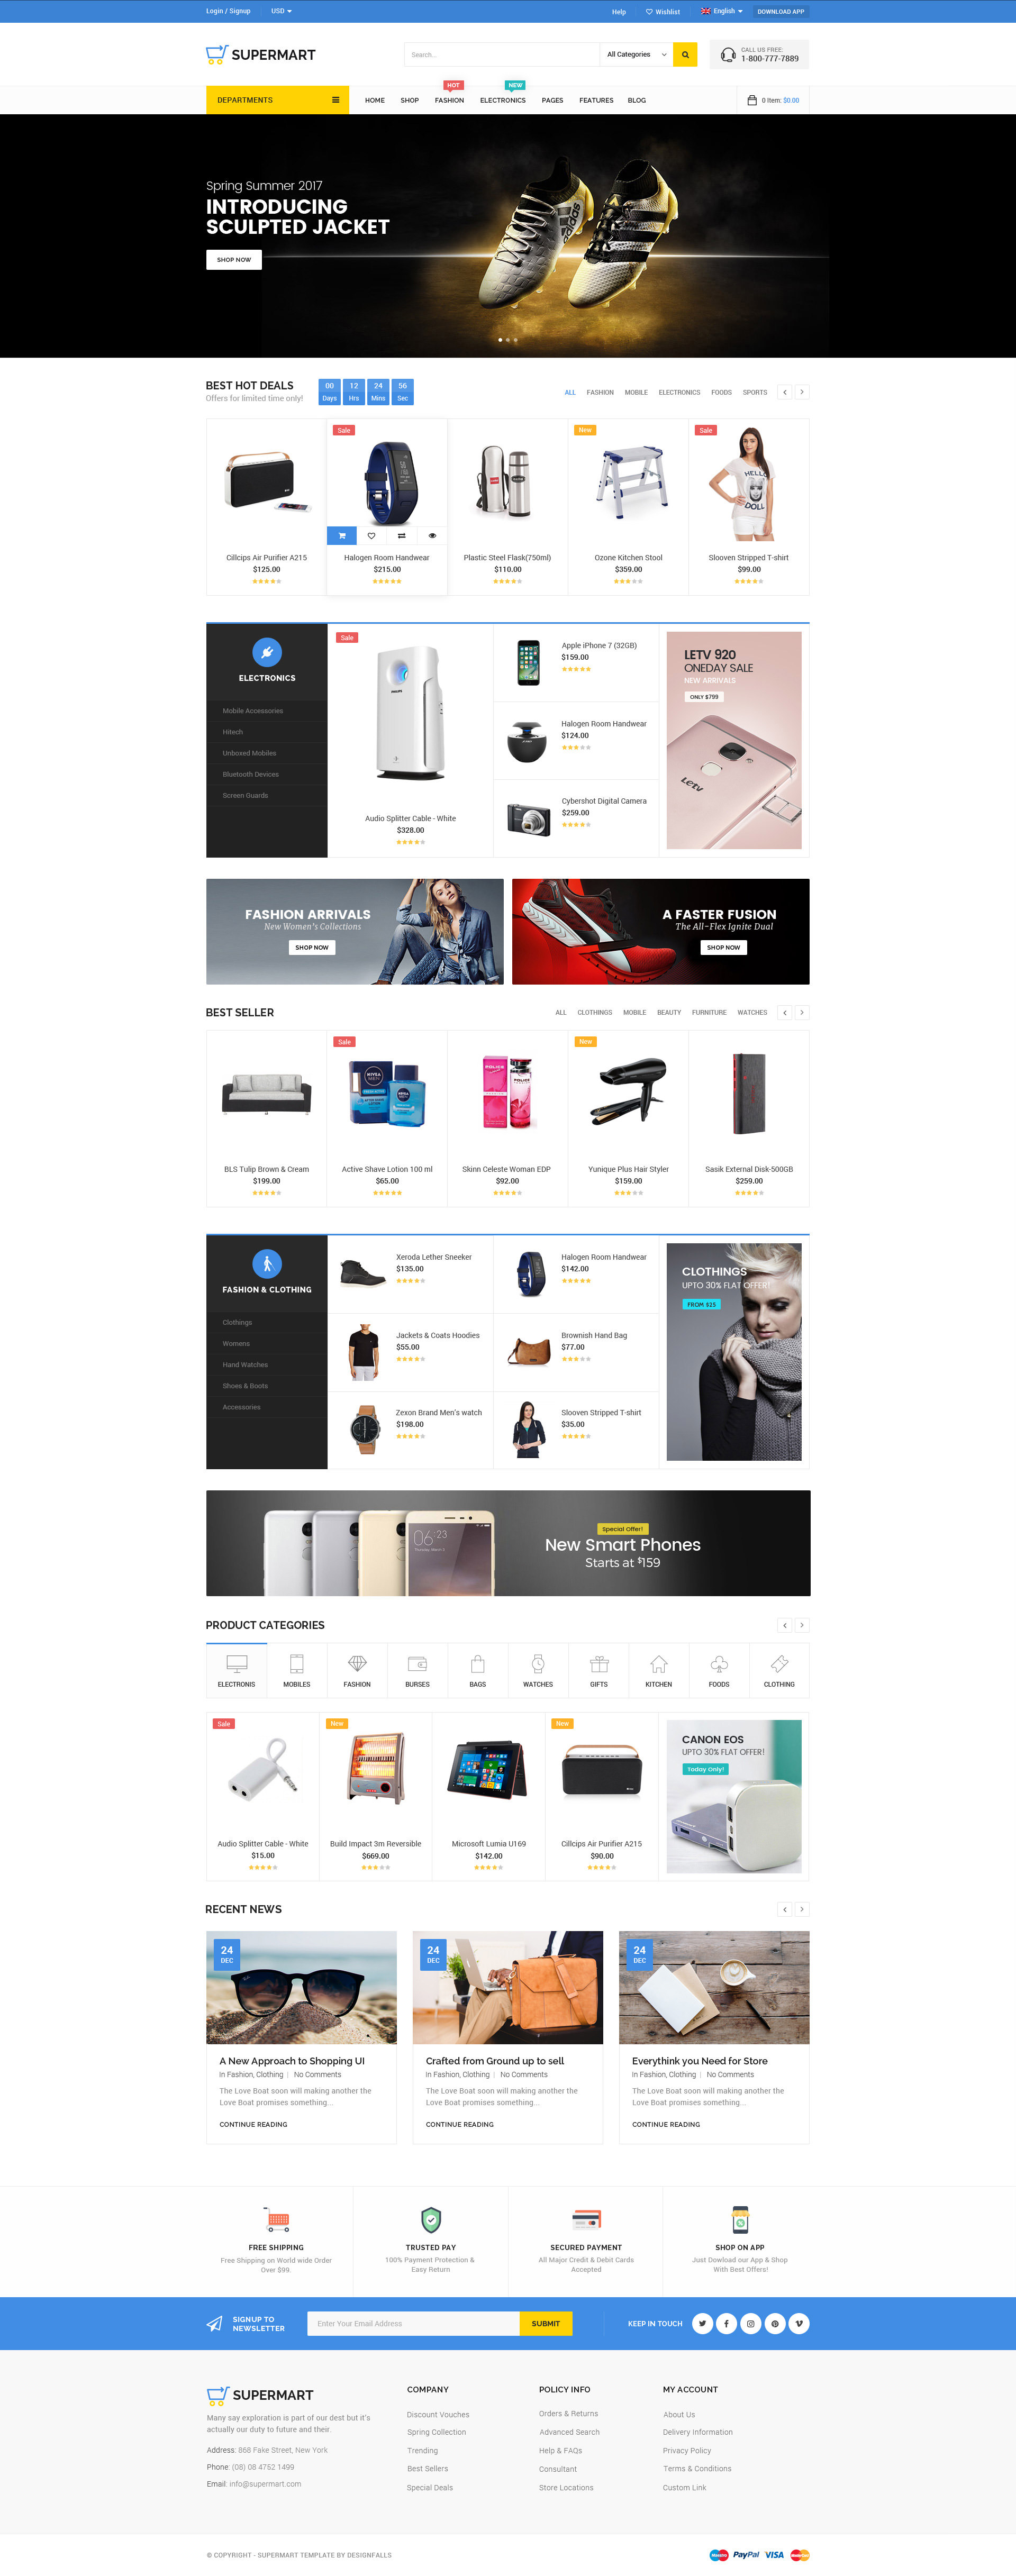 Login / Signup USD Help Wishlist English DOWNLOAD APP
SUPERMART Search... All Categories CALL US FREE:
1-800-777-7889
HOT NEW
DEPARTMENTS HOME SHOP FASHION ELECTRONICS PAGES FEATURES BLOG 0 Item: $0.00
Spring Summer 2017
INTRODUCING
SCULPTED JACKET
SHOP NOW
BEST HOT DEALS
Offers for limited time only!
00 12 24 56
Days Hrs Mins Sec
ALL FASHION MOBILE ELECTRONICS FOODS SPORTS
Sale New Sale
HELLO
DOLL
Cillcips Air Purifier A215 Halogen Room Handwear Plastic Steel Flask(750ml) Ozone Kitchen Stool Slooven Stripped T-shirt
$125.00 $215.00 $110.00 $359.00 $99.00
ELECTRONICS
Mobile Accessories
Hitech
Unboxed Mobiles
Bluetooth Devices
Screen Guards
Sale
PHILIPS
Audio Splitter Cable - White
$328.00
Apple iPhone 7 (32GB)
$159.00
Halogen Room Handwear
$124.00
Cybershot Digital Camera
$259.00
LETV 920
ONEDAY SALE
NEW ARRIVALS
ONLY $799
Letv
FASHION ARRIVALS
New Women's Collections
SHOP NOW
A FASTER FUSION
The All-Flex Ignite Dual
SHOP NOW
BEST SELLER ALL CLOTHINGS MOBILE BEAUTY FURNITURE WATCHES
Sale New
NIVEA
MEN
POLICE
BLS Tulip Brown & Cream Active Shave Lotion 100 ml Skinn Celeste Woman EDP Yunique Plus Hair Styler Sasik External Disk-500GB
$199.00 $65.00 $92.00 $159.00 $259.00
FASHION & CLOTHING
Clothings
Womens
Hand Watches
Shoes & Boots
Accessories
Xeroda Lether Sneeker
$135.00
Halogen Room Handwear
$142.00
Jackets & Coats Hoodies
$55.00
Brownish Hand Bag
$77.00
Zexon Brand Men's watch
$198.00
Slooven Stripped T-shirt
$35.00
CLOTHINGS
UPTO 30% FLAT OFFER!
FROM $25
06:23
Special Offer!
New Smart Phones
Starts at $159
PRODUCT CATEGORIES
ELECTRONIS MOBILES FASHION BURSES BAGS WATCHES GIFTS KITCHEN FOODS CLOTHING
Sale New New
Audio Splitter Cable - White Build Impact 3m Reversible Microsoft Lumia U169 Cillcips Air Purifier A215
$15.00 $669.00 $142.00 $90.00
CANON EOS
UPTO 30% FLAT OFFER!
Today Only!
RECENT NEWS
24 24 24
DEC DEC DEC
A New Approach to Shopping UI
In Fashion, Clothing | No Comments
The Love Boat soon will making another the
Love Boat promises something...
CONTINUE READING
Crafted from Ground up to sell
In Fashion, Clothing | No Comments
The Love Boat soon will making another the
Love Boat promises something...
CONTINUE READING
Everythink you Need for Store
In Fashion, Clothing | No Comments
The Love Boat soon will making another the
Love Boat promises something...
CONTINUE READING
FREE SHIPPING
Free Shipping on World wide Order
Over $99.
TRUSTED PAY
100% Payment Protection &
Easy Return
SECURED PAYMENT
All Major Credit & Debit Cards
Accepted
SHOP ON APP
Just Dowload our App & Shop
With Best Offers!
SIGNUP TO
NEWSLETTER
Enter Your Email Address SUBMIT KEEP IN TOUCH
SUPERMART
Many say exploration is part of our dest but it's
actually our duty to future and their.
Address: 868 Fake Street, New York
Phone: (08) 08 4752 1499
Email: info@supermart.com
COMPANY
Discount Vouches
Spring Collection
Trending
Best Sellers
Special Deals
POLICY INFO
Orders & Returns
Advanced Search
Help & FAQs
Consultant
Store Locations
MY ACCOUNT
About Us
Delivery Information
Privacy Policy
Terms & Conditions
Custom Link
© COPYRIGHT - SUPERMART TEMPLATE BY DESIGNFALLS Maestro PayPal VISA MasterCard